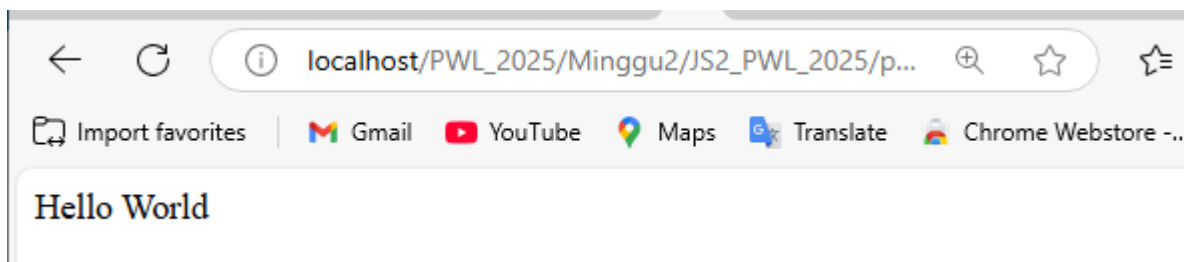 localhost/PWL_2025/Minggu2/JS2_PWL_2025/p...
Import favorites Gmail YouTube Maps Translate Chrome Webstore -..
Hello World